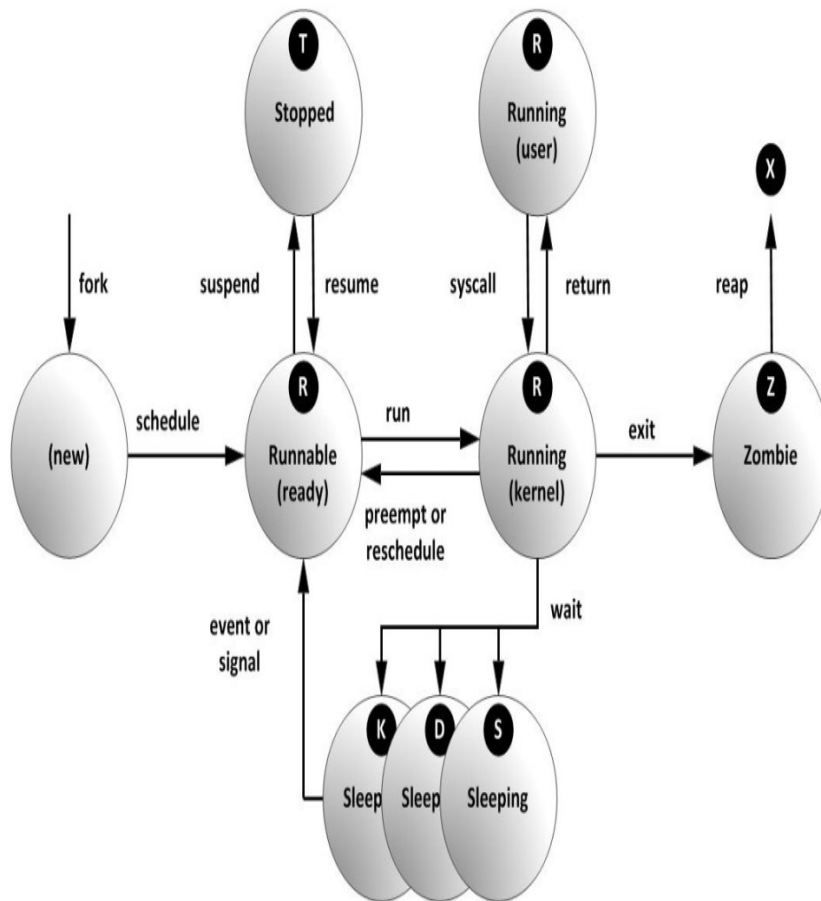 T
Stopped
R
Running
(user)
X
fork
suspend
resume
syscall
return
reap
(new)
schedule
R
Runnable
(ready)
run
preempt or
reschedule
R
Running
(kernel)
exit
Z
Zombie
event or
signal
wait
K
Sleep
D
Sleep
S
Sleeping